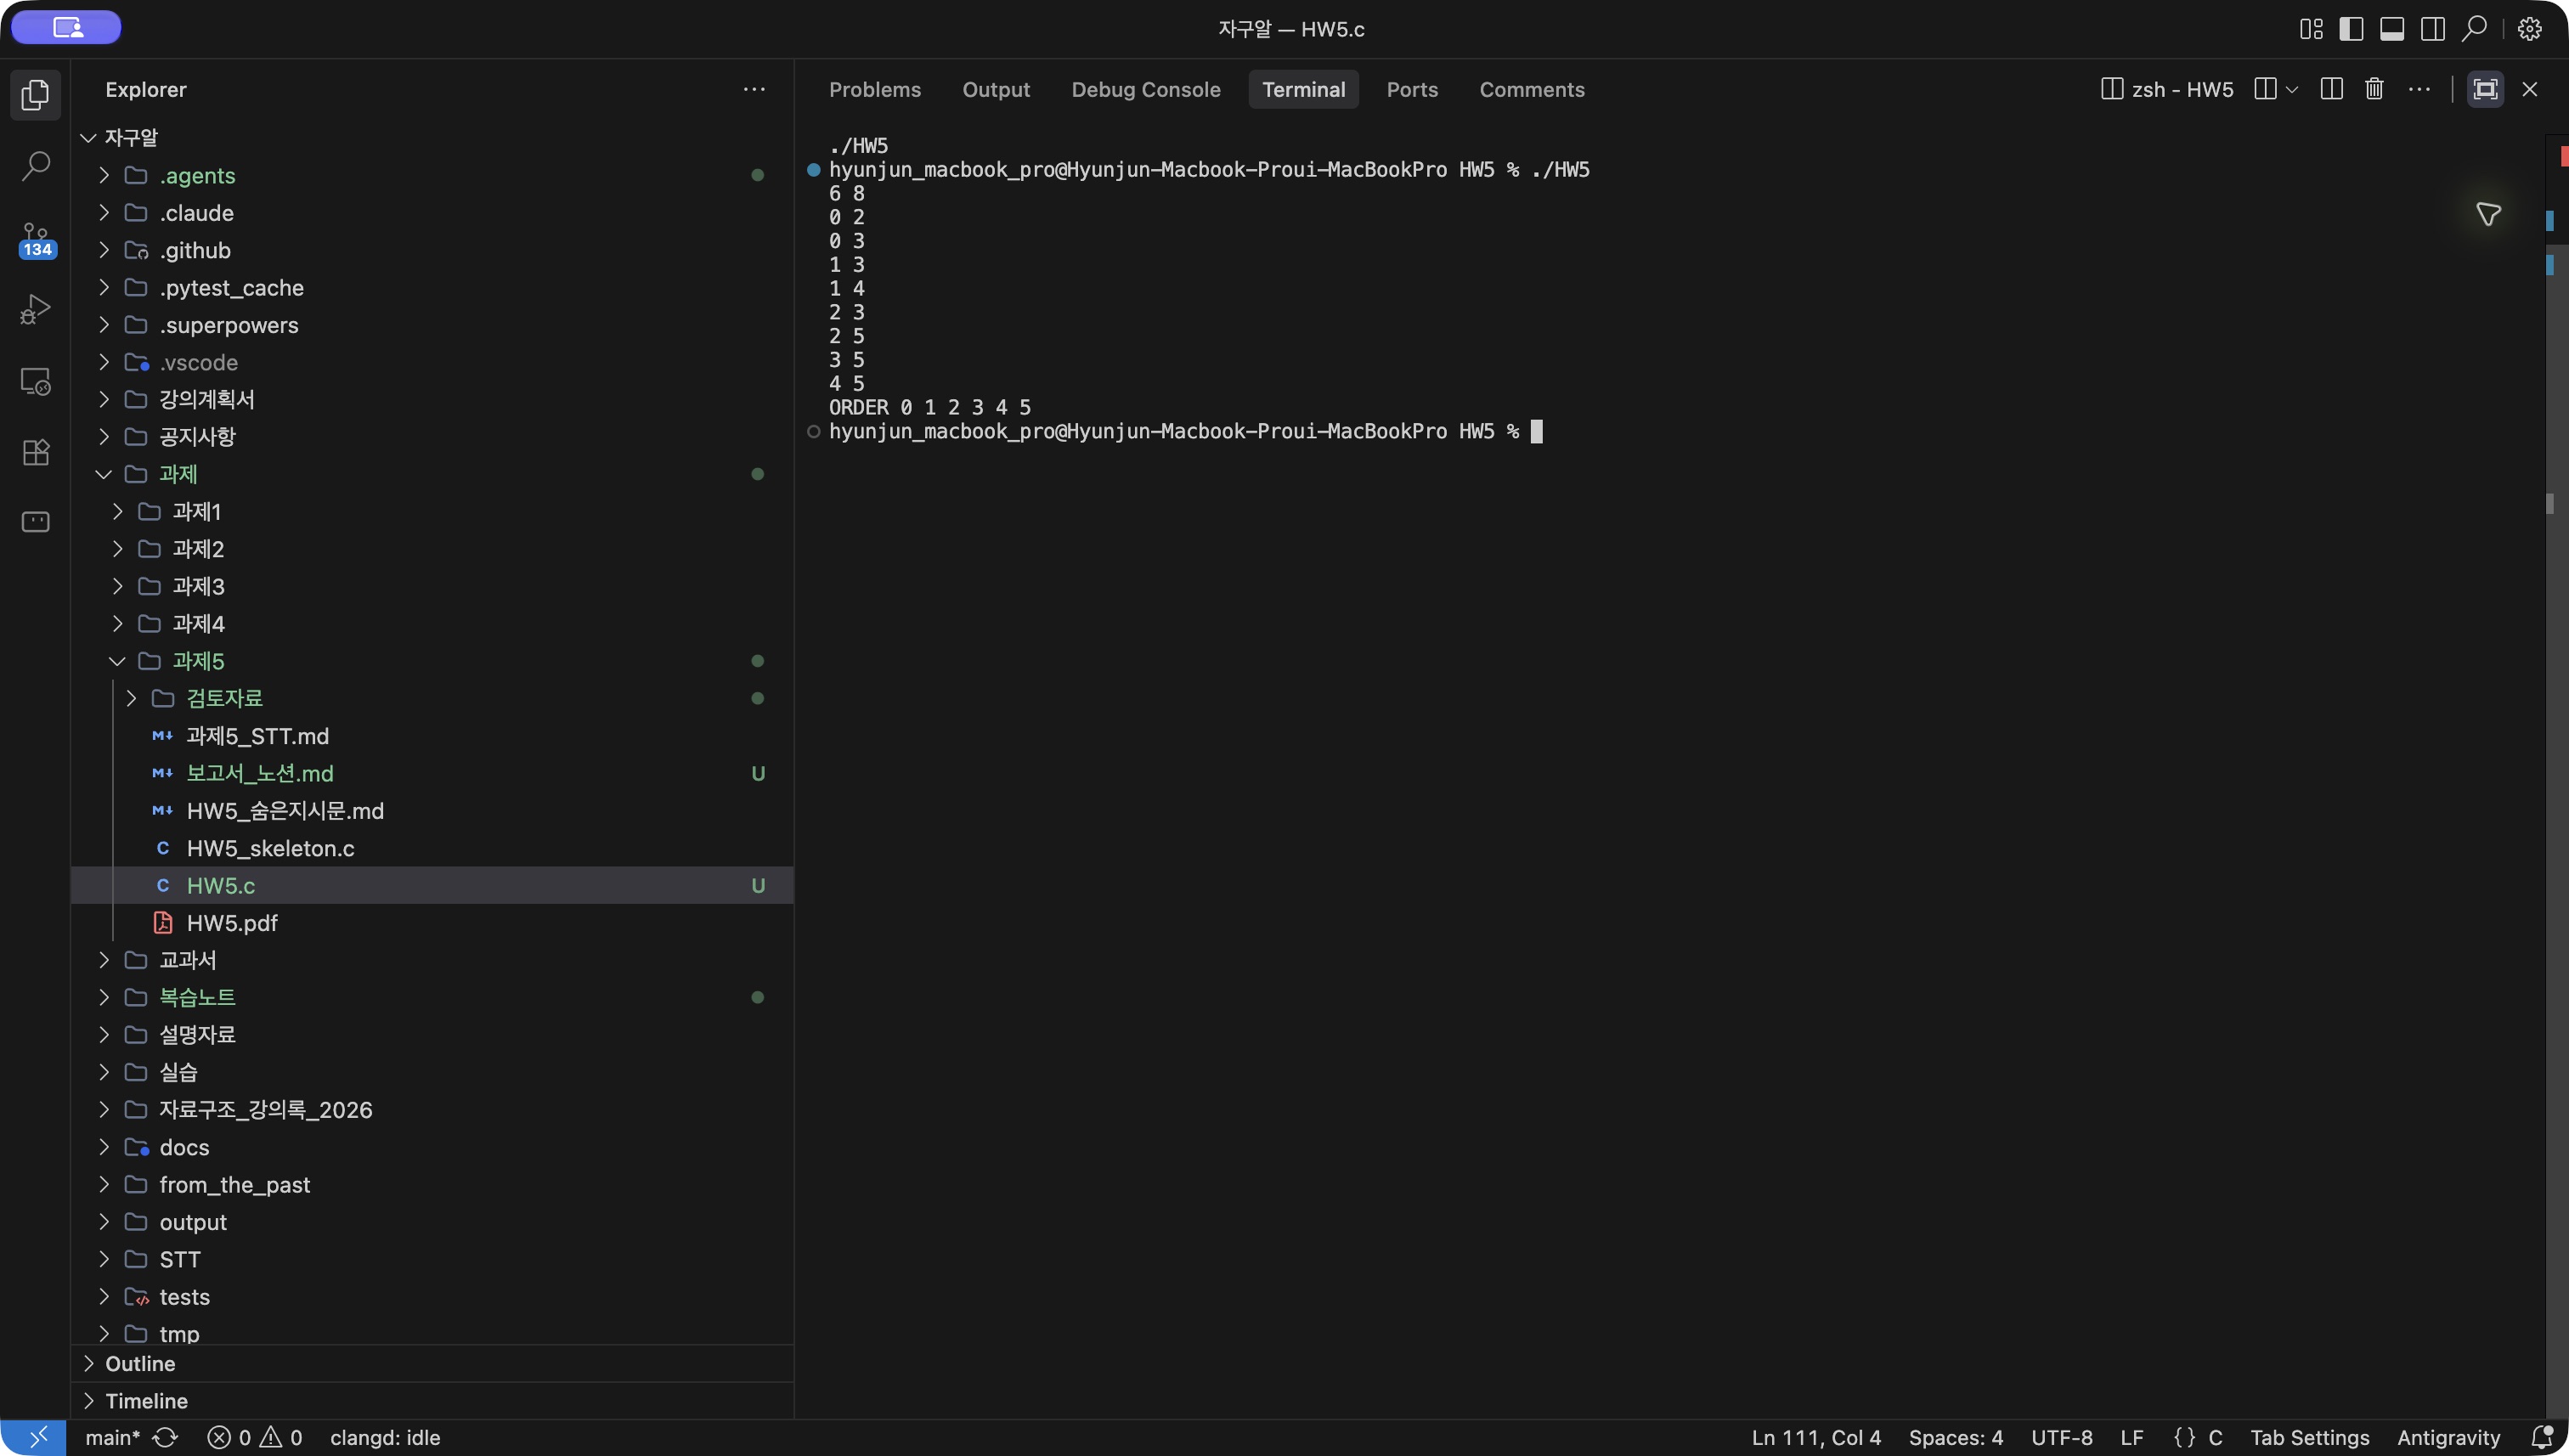 자구알 — HW5.c
Explorer
자구알
.agents
.claude
.github
.pytest_cache
.superpowers
.vscode
강의계획서
공지사항
과제
과제1
과제2
과제3
과제4
과제5
검토자료
과제5_STT.md
보고서_노션.md U
HW5_숨은지시문.md
HW5_skeleton.c
HW5.c U
HW5.pdf
교과서
복습노트
설명자료
실습
자료구조_강의록_2026
docs
from_the_past
output
STT
tests
tmp
Outline
Timeline
134
Problems Output Debug Console Terminal Ports Comments
zsh - HW5
./HW5
hyunjun_macbook_pro@Hyunjun-Macbook-Proui-MacBookPro HW5 % ./HW5
6 8
0 2
0 3
1 3
1 4
2 3
2 5
3 5
4 5
ORDER 0 1 2 3 4 5
hyunjun_macbook_pro@Hyunjun-Macbook-Proui-MacBookPro HW5 %
main* 0 0 clangd: idle
Ln 111, Col 4 Spaces: 4 UTF-8 LF {} C Tab Settings Antigravity